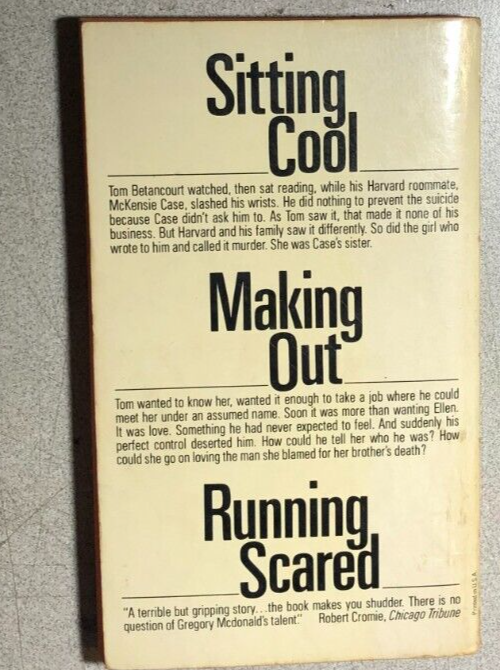 Sitting
Cool
Tom Betancourt watched, then sat reading, while his Harvard roommate,
McKensie Case, slashed his wrists. He did nothing to prevent the suicide
because Case didn't ask him to. As Tom saw it, that made it none of his
business. But Harvard and his family saw it differently. So did the girl who
wrote to him and called it murder. She was Case's sister.
Making
Out
Tom wanted to know her, wanted it enough to take a job where he could
meet her under an assumed name. Soon it was more than wanting Ellen.
It was love. Something he had never expected to feel. And suddenly his
perfect control deserted him. How could he tell her who he was? How
could she go on loving the man she blamed for her brother's death?
Running
Scared
"A terrible but gripping story...the book makes you shudder. There is no
question of Gregory Mcdonald's talent." Robert Cromie, Chicago Tribune
Printed in U.S.A.